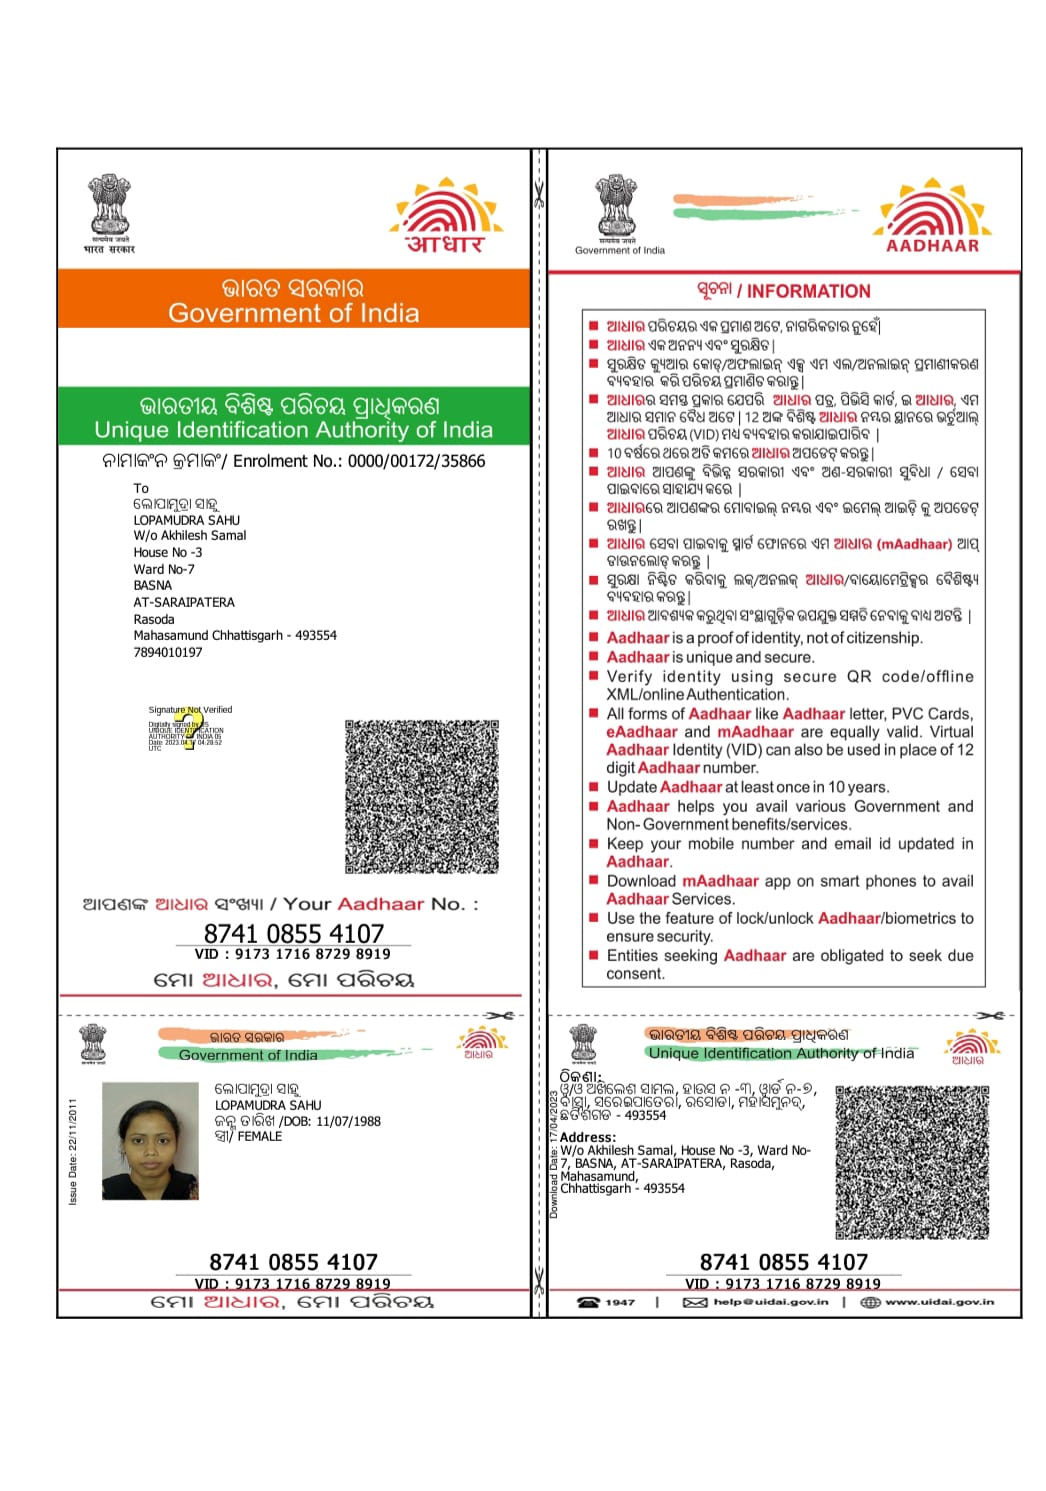 सत्यमेव जयते
भारत सरकार
आधार
ଭାରତ ସରକାର
Government of India
ଭାରତୀୟ ବିଶିଷ୍ଟ ପରିଚୟ ପ୍ରାଧିକରଣ
Unique Identification Authority of India
ନାମାକଂନ କ୍ରମାକଂ/ Enrolment No.: 0000/00172/35866
To
ଲୋପାମୁଦ୍ରା ସାହୁ
LOPAMUDRA SAHU
W/o Akhilesh Samal
House No -3
Ward No-7
BASNA
AT-SARAIPATERA
Rasoda
Mahasamund Chhattisgarh - 493554
7894010197
Signature Not Verified
Digitally signed by DS
UNIQUE IDENTIFICATION
AUTHORITY OF INDIA 05
UTC
ଆପଣଙ୍କ ଆଧାର ସଂଖ୍ୟା / Your Aadhaar No. :
8741 0855 4107
VID : 9173 1716 8729 8919
ମୋ ଆଧାର, ମୋ ପରିଚୟ
सत्यमेव जयते
Government of India
AADHAAR
ସୂଚନା / INFORMATION
ଆଧାର ପରିଚୟର ଏକ ପ୍ରମାଣ ଅଟେ, ନାଗରିକତାର ନୁହେଁ|
ଆଧାର ଏକ ଅନନ୍ୟ ଏବଂ ସୁରକ୍ଷିତ |
ସୁରକ୍ଷିତ କ୍ୟୁଆର କୋଡ୍/ଅଫଲାଇନ୍ ଏକ୍ସ ଏମ ଏଲ/ଅନଲାଇନ୍ ପ୍ରମାଣୀକରଣ
ବ୍ୟବହାର କରି ପରିଚୟ ପ୍ରମାଣିତ କରାନ୍ତୁ |
ଆଧାରର ସମସ୍ତ ପ୍ରକାର ଯେପରି ଆଧାର ପତ୍ର, ପିଭିସି କାର୍ଡ, ଇ ଆଧାର, ଏମ
ଆଧାର ସମାନ ବୈଧ ଅଟେ | 12 ଅଙ୍କ ବିଶିଷ୍ଟ ଆଧାର ନମ୍ବର ସ୍ଥାନରେ ଭର୍ଚୁଆଲ୍
ଆଧାର ପରିଚୟ (VID) ମଧ୍ୟ ବ୍ୟବହାର କରାଯାଇପାରିବ |
10 ବର୍ଷରେ ଥରେ ଅତି କମରେ ଆଧାର ଅପଡେଟ୍ କରନ୍ତୁ |
ଆଧାର ଆପଣଙ୍କୁ ବିଭିନ୍ନ ସରକାରୀ ଏବଂ ଅଣ-ସରକାରୀ ସୁବିଧା / ସେବା
ପାଇବାରେ ସାହାଯ୍ୟ କରେ |
ଆଧାରରେ ଆପଣଙ୍କର ମୋବାଇଲ୍ ନମ୍ବର ଏବଂ ଇମେଲ୍ ଆଇଡ଼ି କୁ ଅପଡେଟ୍
ରଖନ୍ତୁ |
ଆଧାର ସେବା ପାଇବାକୁ ସ୍ମାର୍ଟ ଫୋନରେ ଏମ ଆଧାର (mAadhaar) ଆପ୍
ଡାଉନଲୋଡ୍ କରନ୍ତୁ |
ସୁରକ୍ଷା ନିଶ୍ଚିତ କରିବାକୁ ଲକ୍/ଅନଲକ୍ ଆଧାର/ବାୟୋମେଟ୍ରିକ୍ସର ବୈଶିଷ୍ଟ୍ୟ
ବ୍ୟବହାର କରନ୍ତୁ |
ଆଧାର ଆବଶ୍ୟକ କରୁଥିବା ସଂସ୍ଥାଗୁଡ଼ିକ ଉପଯୁକ୍ତ ସମ୍ମତି ନେବାକୁ ବାଧ୍ୟ ଅଟନ୍ତି |
Aadhaar is a proof of identity, not of citizenship.
Aadhaar is unique and secure.
Verify identity using secure QR code/offline
XML/online Authentication.
All forms of Aadhaar like Aadhaar letter, PVC Cards,
eAadhaar and mAadhaar are equally valid. Virtual
Aadhaar Identity (VID) can also be used in place of 12
digit Aadhaar number.
Update Aadhaar at least once in 10 years.
Aadhaar helps you avail various Government and
Non- Government benefits/services.
Keep your mobile number and email id updated in
Aadhaar.
Download mAadhaar app on smart phones to avail
Aadhaar Services.
Use the feature of lock/unlock Aadhaar/biometrics to
ensure security.
Entities seeking Aadhaar are obligated to seek due
consent.
ଭାରତ ସରକାର
Government of India
ଆଧାର
Issue Date: 22/11/2011
ଲୋପାମୁଦ୍ରା ସାହୁ
LOPAMUDRA SAHU
ଜନ୍ମ ତାରିଖ /DOB: 11/07/1988
ସ୍ତ୍ରୀ/ FEMALE
8741 0855 4107
VID : 9173 1716 8729 8919
ମୋ ଆଧାର, ମୋ ପରିଚୟ
ଭାରତୀୟ ବିଶିଷ୍ଟ ପରିଚୟ ପ୍ରାଧିକରଣ
Unique Identification Authority of India
ଆଧାର
Download Date: 17/04/2023
ଠିକଣା:
ୱ/ଓ ଅଖିଲେଶ ସାମଲ, ହାଉସ ନ -୩, ୱାର୍ଡ ନ-୭,
ବାସ୍ନା, ସରେଇପାତେରା, ରସୋଡା, ମହାସମୁନ୍ଦ,
ଛତିଶଗଡ - 493554
Address:
W/o Akhilesh Samal, House No -3, Ward No-
7, BASNA, AT-SARAIPATERA, Rasoda,
Mahasamund,
Chhattisgarh - 493554
8741 0855 4107
VID : 9173 1716 8729 8919
1947 | help@uidai.gov.in | www.uidai.gov.in